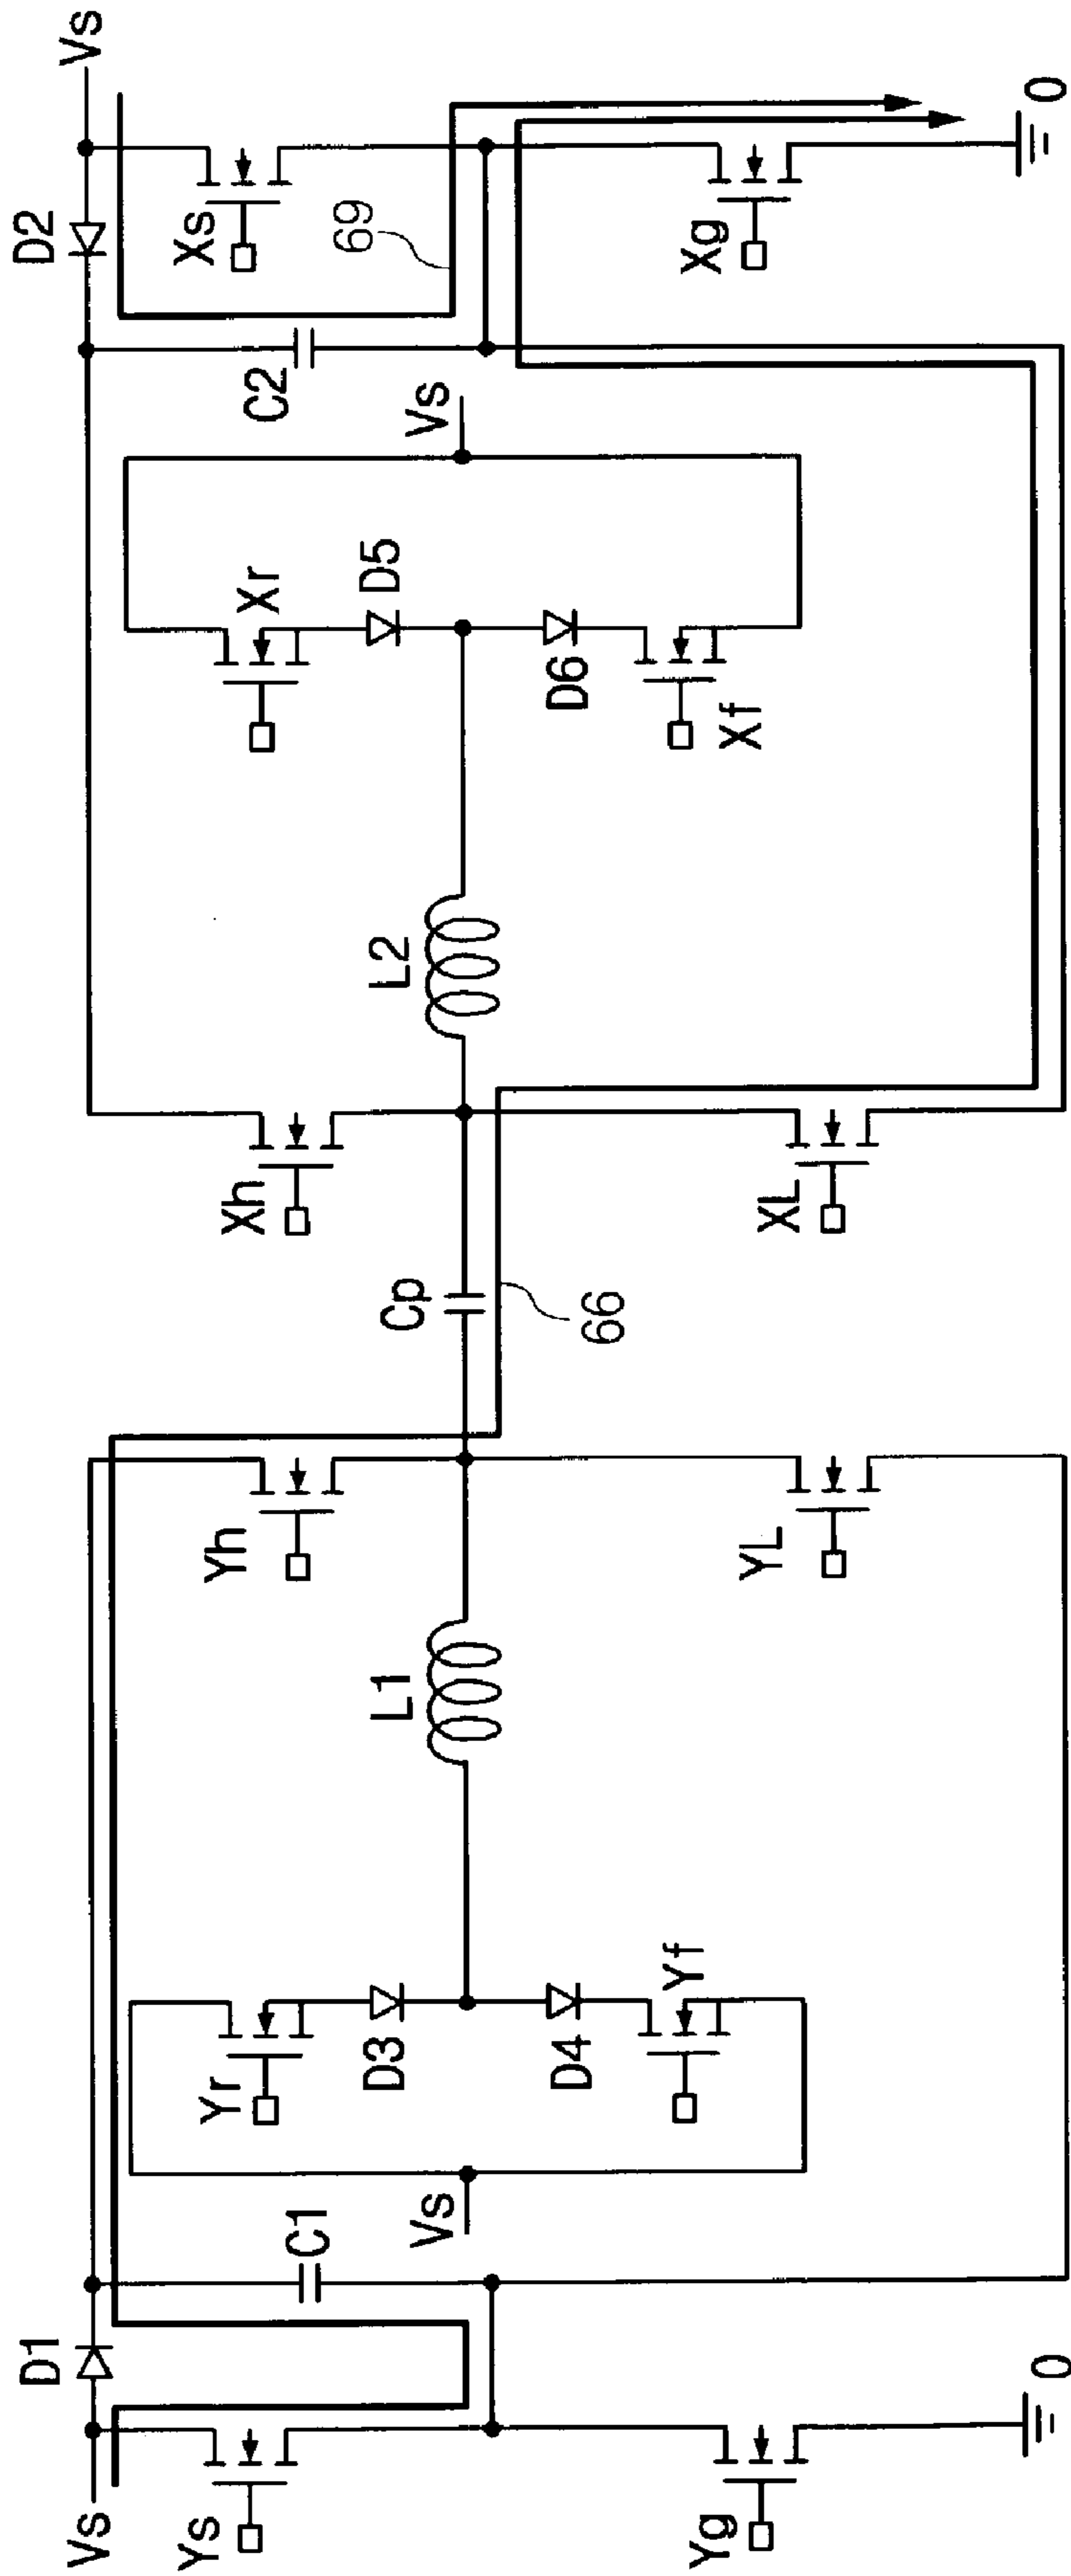 Vs
D1
Ys
Yg
0
C1
Vs
Yr
D3
D4
Yf
L1
Yh
YL
Cp
66
Xh
XL
L2
Xr
D5
D6
Xf
Vs
C2
D2
Xs
69
Xg
Vs
0